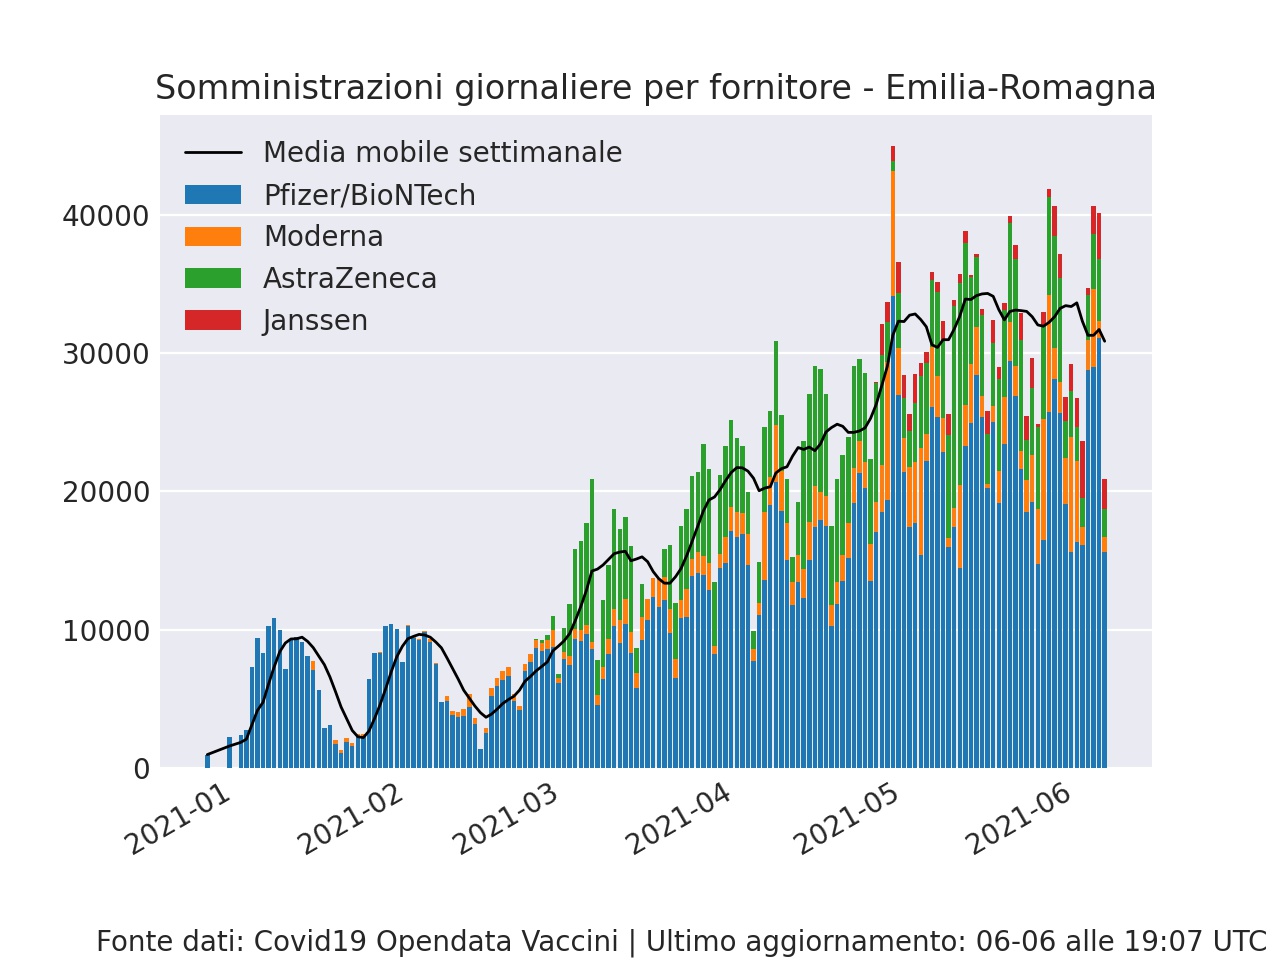 Somministrazioni giornaliere per fornitore - Emilia-Romagna
Media mobile settimanale
Pfizer/BioNTech
Moderna
AstraZeneca
Janssen
40000
30000
20000
10000
0
2021-01
2021-02
2021-03
2021-04
2021-05
2021-06
Fonte dati: Covid19 Opendata Vaccini | Ultimo aggiornamento: 06-06 alle 19:07 UTC